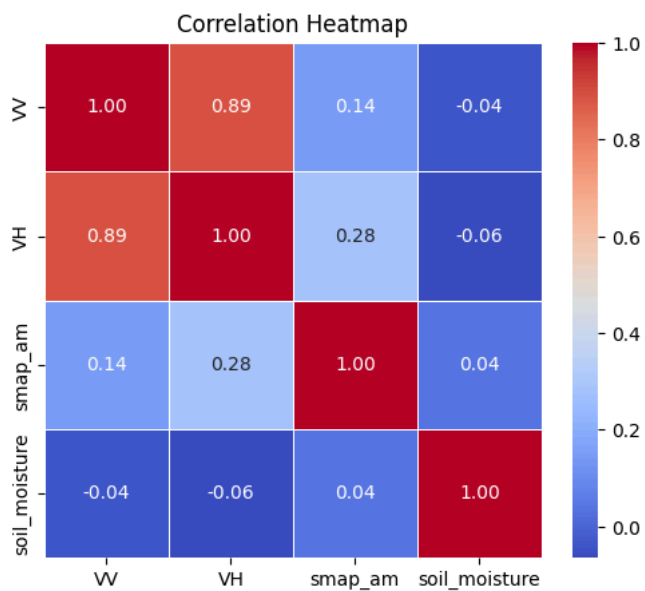 Correlation Heatmap
VV 1.00 0.89 0.14 -0.04
VH 0.89 1.00 0.28 -0.06
smap_am 0.14 0.28 1.00 0.04
soil_moisture -0.04 -0.06 0.04 1.00
VV VH smap_am soil_moisture
1.0
0.8
0.6
0.4
0.2
0.0